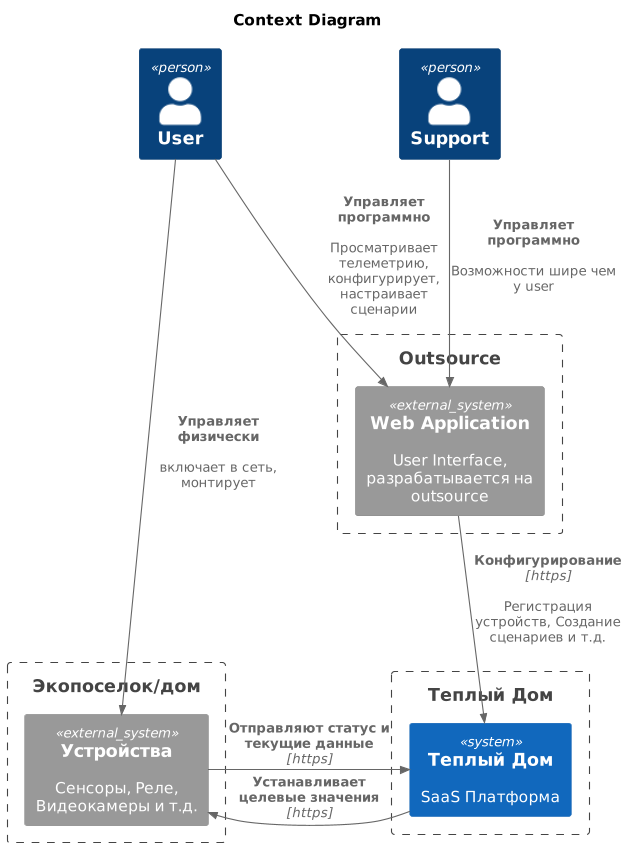 Context Diagram
«person»
User
«person»
Support
Управляет
программно
Просматривает
телеметрию,
конфигурирует,
настраивает
сценарии
Управляет
программно
Возможности шире чем
у user
Outsource
«external_system»
Web Application
User Interface,
разрабатывается на
outsource
Управляет
физически
включает в сеть,
монтирует
Конфигурирование
[https]
Регистрация
устройств, Создание
сценариев и т.д.
Экопоселок/дом
«external_system»
Устройства
Сенсоры, Реле,
Видеокамеры и т.д.
Отправляют статус и
текущие данные
[https]
Устанавливает
целевые значения
[https]
Теплый Дом
«system»
Теплый Дом
SaaS Платформа